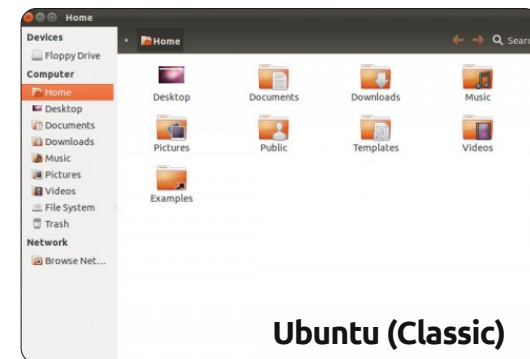 Home
Devices
Floppy Drive
Computer
Home
Desktop
Documents
Downloads
Music
Pictures
Videos
File System
Trash
Network
Browse Net...
Home
Sear
Desktop
Documents
Downloads
Music
Pictures
Public
Templates
Videos
Examples
Ubuntu (Classic)